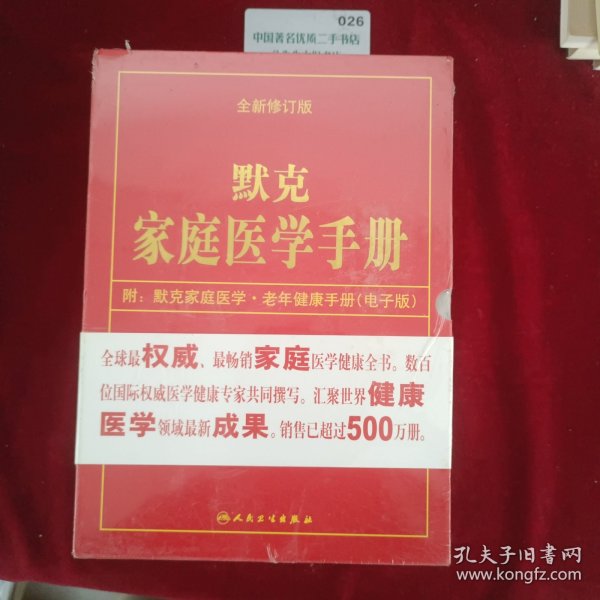 026
中国著名优质二手书店
全新修订版
默克
家庭医学手册
附：默克家庭医学·老年健康手册（电子版）
全球最权威、最畅销家庭医学健康全书。数百
位国际权威医学健康专家共同撰写。汇聚世界健康
医学领域最新成果。销售已超过500万册。
人民卫生出版社
孔夫子旧书网
www.kongfz.com